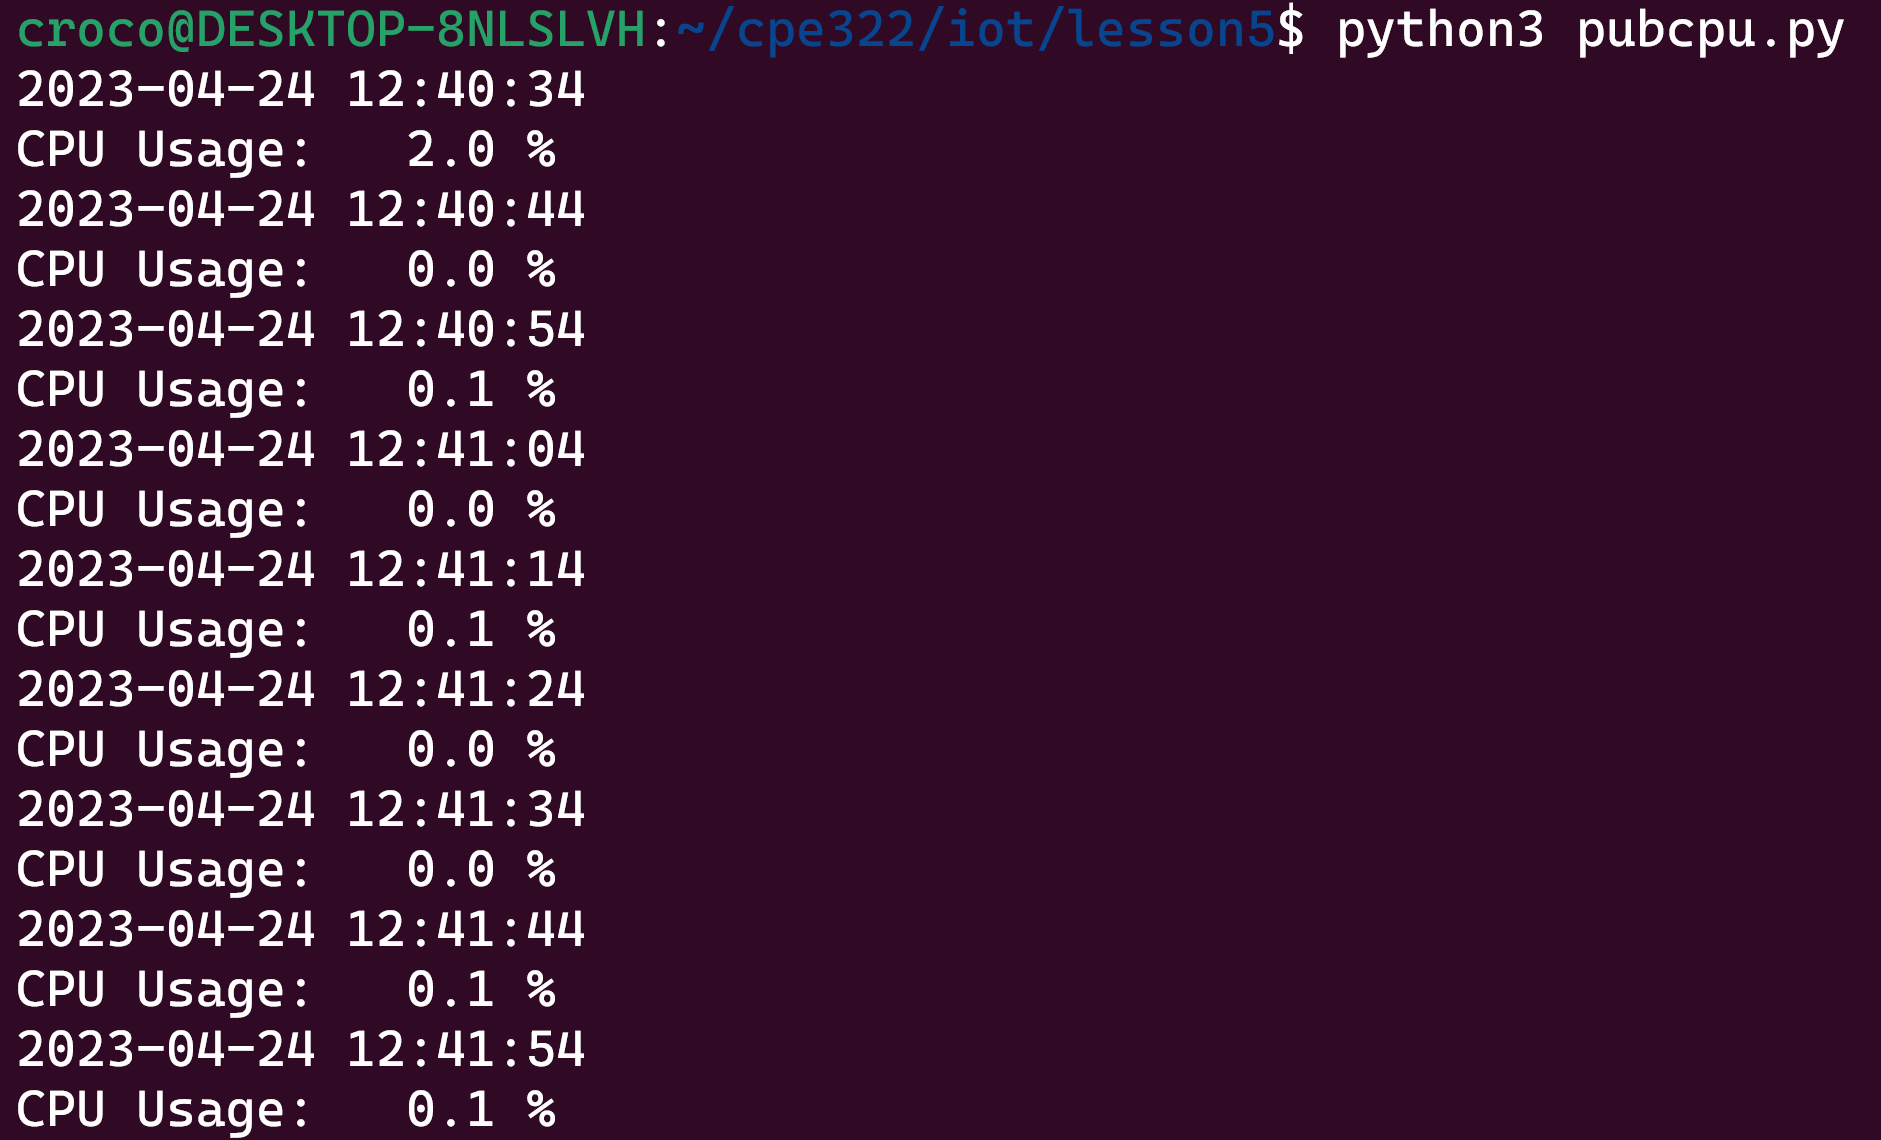 croco@DESKTOP-8NLSLVH:~/cpe322/iot/lesson5$ python3 pubcpu.py
2023-04-24 12:40:34
CPU Usage:   2.0 %
2023-04-24 12:40:44
CPU Usage:   0.0 %
2023-04-24 12:40:54
CPU Usage:   0.1 %
2023-04-24 12:41:04
CPU Usage:   0.0 %
2023-04-24 12:41:14
CPU Usage:   0.1 %
2023-04-24 12:41:24
CPU Usage:   0.0 %
2023-04-24 12:41:34
CPU Usage:   0.0 %
2023-04-24 12:41:44
CPU Usage:   0.1 %
2023-04-24 12:41:54
CPU Usage:   0.1 %